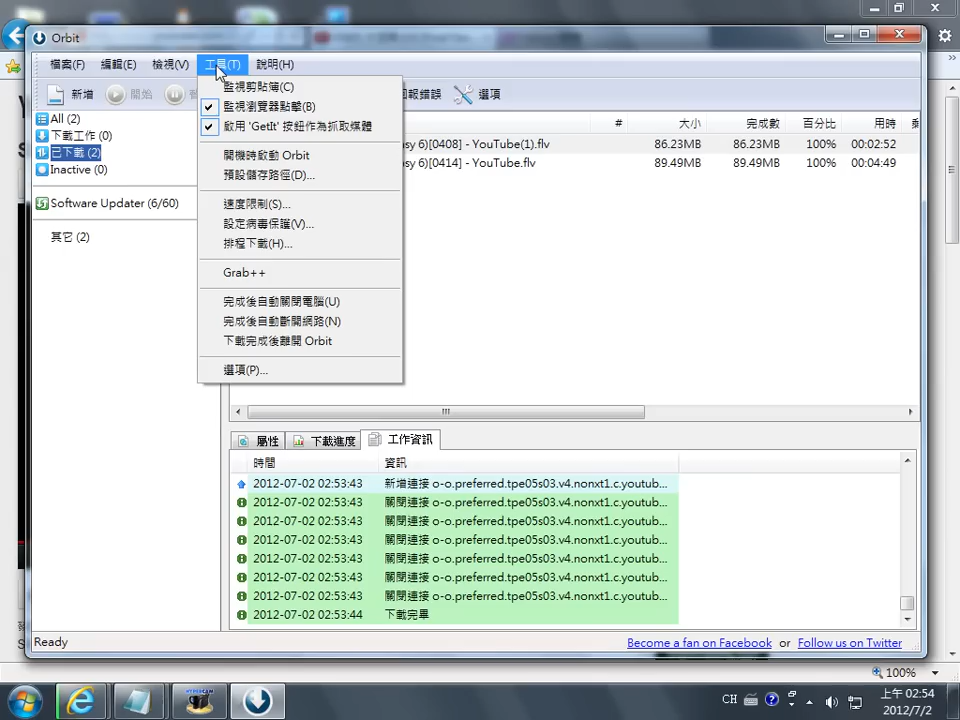 Orbit
檔案(F) 編輯(E) 檢視(V) 工具(T) 說明(H)
新增 開始 暫停 回報錯誤 選項
監視剪貼簿(C)
監視瀏覽器點擊(B)
啟用 'GetIt' 按鈕作為抓取媒體
開機時啟動 Orbit
預設儲存路徑(D)...
速度限制(S)...
設定病毒保護(V)...
排程下載(H)...
Grab++
完成後自動關閉電腦(U)
完成後自動斷開網路(N)
下載完成後離開 Orbit
選項(P)...
All (2)
下載工作 (0)
已下載 (2)
Inactive (0)
Software Updater (6/60)
其它 (2)
# 大小 完成數 百分比 用時
sy 6)[0408] - YouTube(1).flv 86.23MB 86.23MB 100% 00:02:52
sy 6)[0414] - YouTube.flv 89.49MB 89.49MB 100% 00:04:49
屬性 下載進度 工作資訊
時間 資訊
2012-07-02 02:53:43 新增連接 o-o.preferred.tpe05s03.v4.nonxt1.c.youtub...
2012-07-02 02:53:43 關閉連接 o-o.preferred.tpe05s03.v4.nonxt1.c.youtub...
2012-07-02 02:53:43 關閉連接 o-o.preferred.tpe05s03.v4.nonxt1.c.youtub...
2012-07-02 02:53:43 關閉連接 o-o.preferred.tpe05s03.v4.nonxt1.c.youtub...
2012-07-02 02:53:43 關閉連接 o-o.preferred.tpe05s03.v4.nonxt1.c.youtub...
2012-07-02 02:53:43 關閉連接 o-o.preferred.tpe05s03.v4.nonxt1.c.youtub...
2012-07-02 02:53:43 關閉連接 o-o.preferred.tpe05s03.v4.nonxt1.c.youtub...
2012-07-02 02:53:44 下載完畢
Ready
Become a fan on Facebook or Follow us on Twitter
100%
CH
上午 02:54
2012/7/2